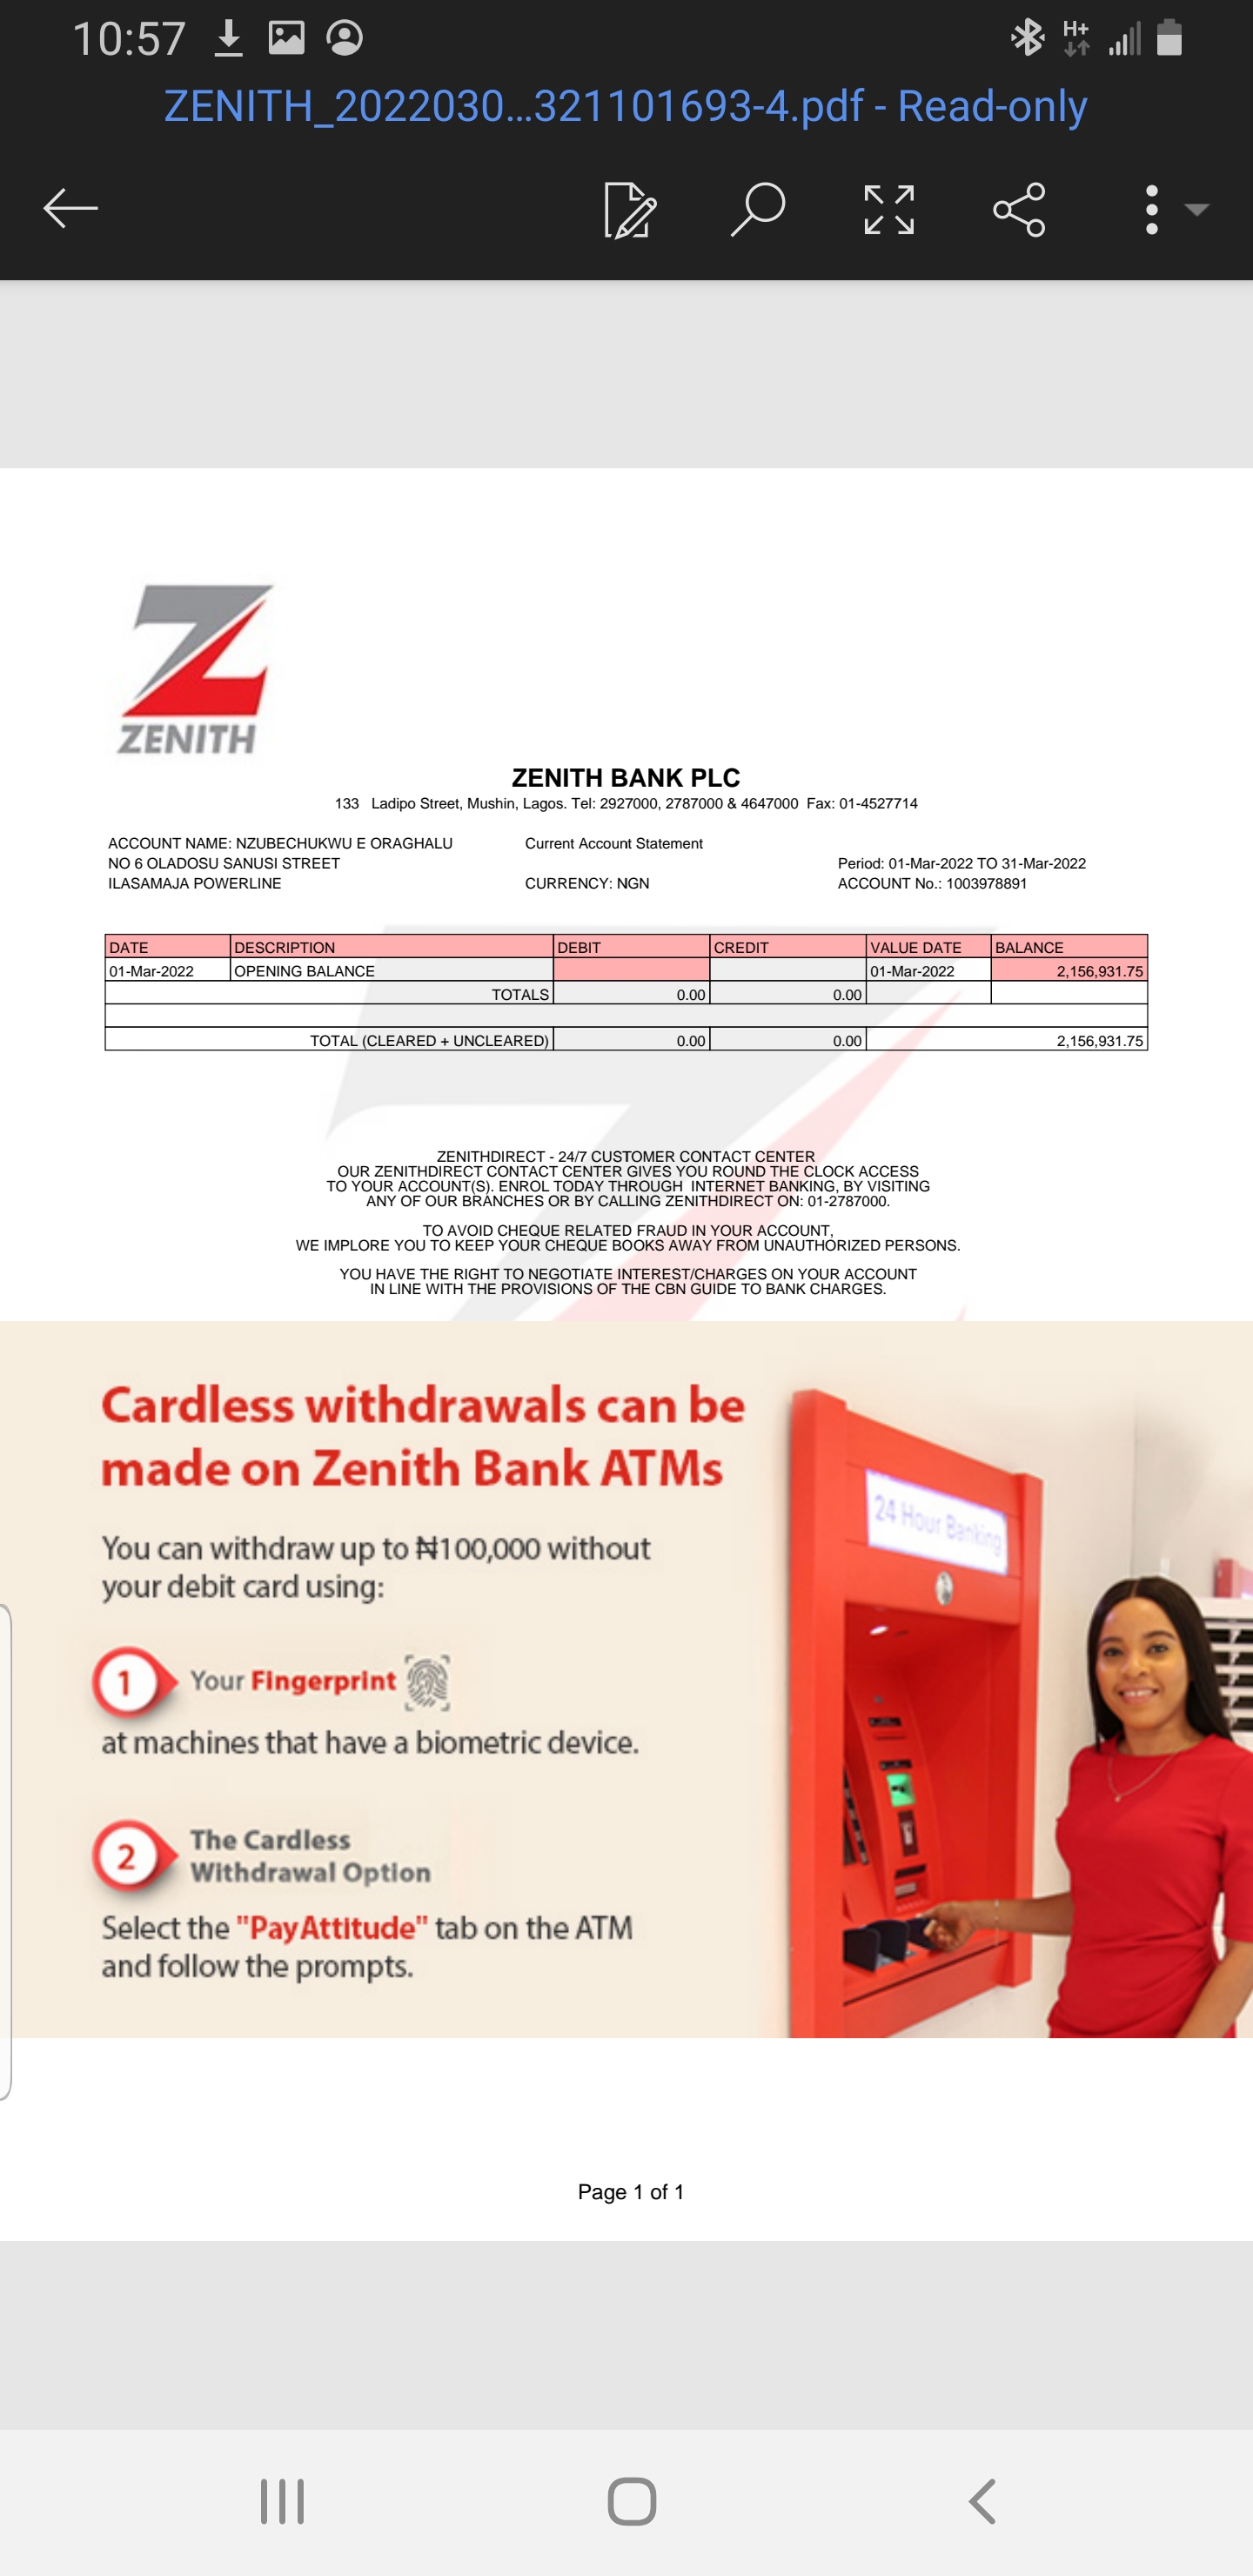 10:57
H+
ZENITH_2022030...321101693-4.pdf - Read-only
ZENITH
ZENITH BANK PLC
133 Ladipo Street, Mushin, Lagos. Tel: 2927000, 2787000 & 4647000 Fax: 01-4527714
ACCOUNT NAME: NZUBECHUKWU E ORAGHALU Current Account Statement
NO 6 OLADOSU SANUSI STREET Period: 01-Mar-2022 TO 31-Mar-2022
ILASAMAJA POWERLINE CURRENCY: NGN ACCOUNT No.: 1003978891
DATE DESCRIPTION DEBIT CREDIT VALUE DATE BALANCE
01-Mar-2022 OPENING BALANCE 01-Mar-2022 2,156,931.75
TOTALS 0.00 0.00
TOTAL (CLEARED + UNCLEARED) 0.00 0.00 2,156,931.75
ZENITHDIRECT - 24/7 CUSTOMER CONTACT CENTER
OUR ZENITHDIRECT CONTACT CENTER GIVES YOU ROUND THE CLOCK ACCESS
TO YOUR ACCOUNT(S). ENROL TODAY THROUGH INTERNET BANKING, BY VISITING
ANY OF OUR BRANCHES OR BY CALLING ZENITHDIRECT ON: 01-2787000.
TO AVOID CHEQUE RELATED FRAUD IN YOUR ACCOUNT,
WE IMPLORE YOU TO KEEP YOUR CHEQUE BOOKS AWAY FROM UNAUTHORIZED PERSONS.
YOU HAVE THE RIGHT TO NEGOTIATE INTEREST/CHARGES ON YOUR ACCOUNT
IN LINE WITH THE PROVISIONS OF THE CBN GUIDE TO BANK CHARGES.
Cardless withdrawals can be
made on Zenith Bank ATMs
You can withdraw up to ₦100,000 without
your debit card using:
1 Your Fingerprint
at machines that have a biometric device.
2 The Cardless
Withdrawal Option
Select the "PayAttitude" tab on the ATM
and follow the prompts.
24 Hour Banking
Page 1 of 1